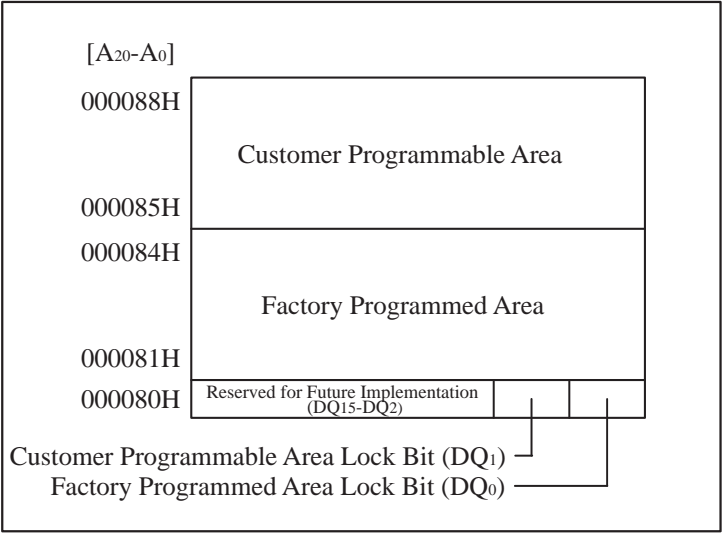 [A20-A0]
000088H
Customer Programmable Area
000085H
000084H
Factory Programmed Area
000081H
000080H
Reserved for Future Implementation
(DQ15-DQ2)
Customer Programmable Area Lock Bit (DQ1)
Factory Programmed Area Lock Bit (DQ0)